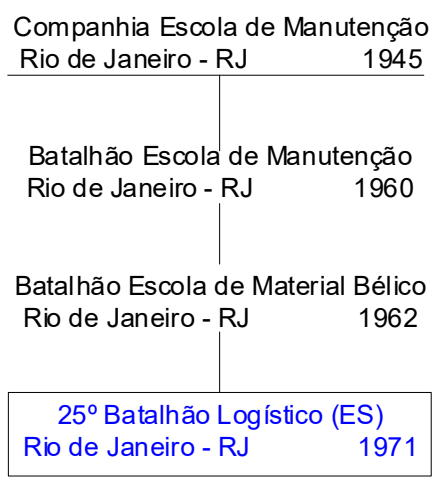 Companhia Escola de Manutenção
Rio de Janeiro - RJ 1945
Batalhão Escola de Manutenção
Rio de Janeiro - RJ 1960
Batalhão Escola de Material Bélico
Rio de Janeiro - RJ 1962
25º Batalhão Logístico (ES)
Rio de Janeiro - RJ 1971